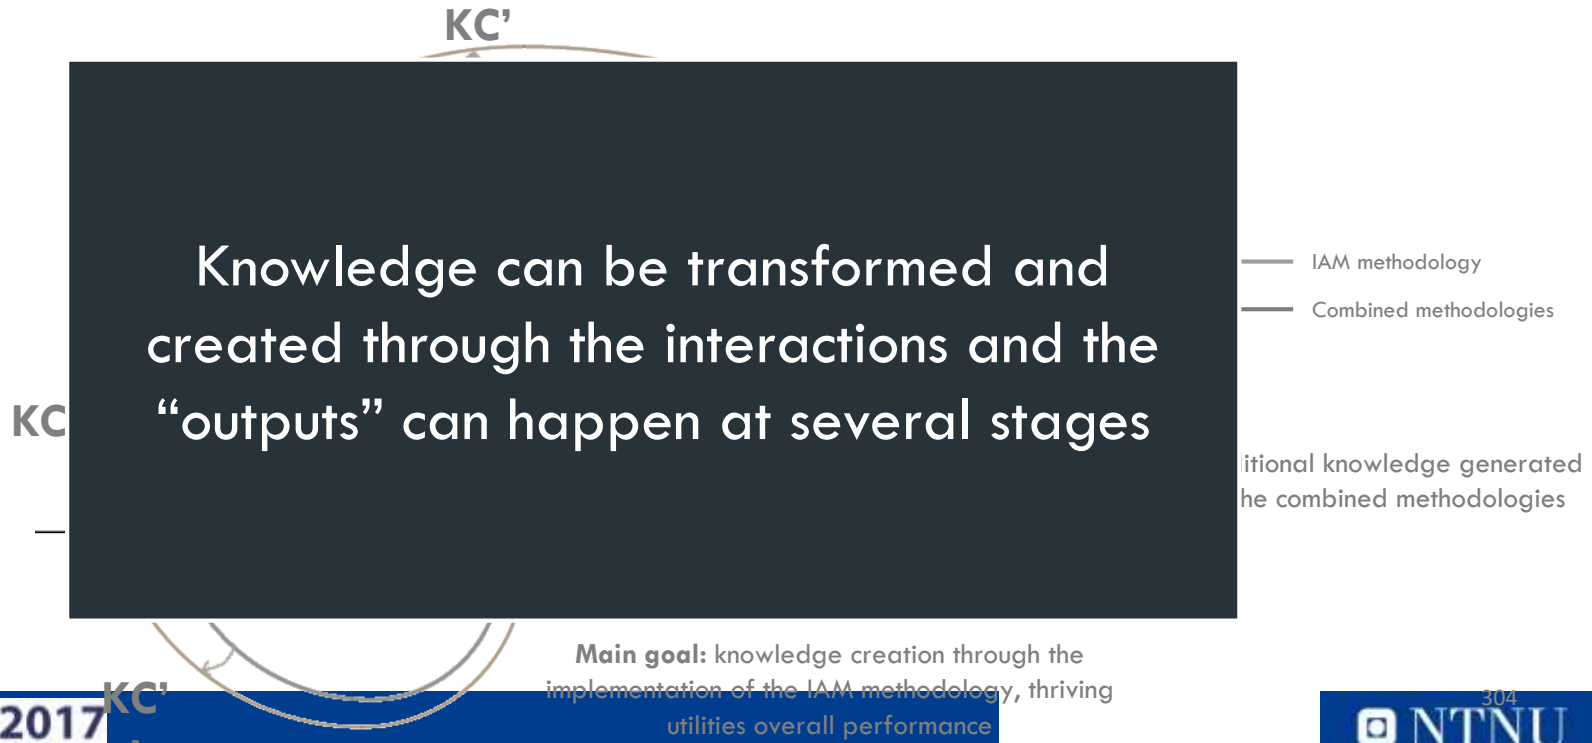 KC’
Knowledge can be transformed and
created through the interactions and the
“outputs” can happen at several stages
IAM methodology
Combined methodologies
KC
generated
knowledge
combined methodologies
Main goal: knowledge creation through the
implementation of the IAM methodology, thriving
utilities overall performance
KC’
2017
304
NTNU